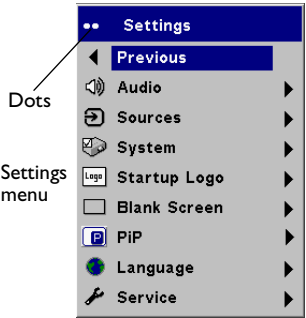 Settings
Previous
Dots
Audio
Sources
System
Settings
menu
Logo
Startup Logo
Blank Screen
P
PiP
Language
Service